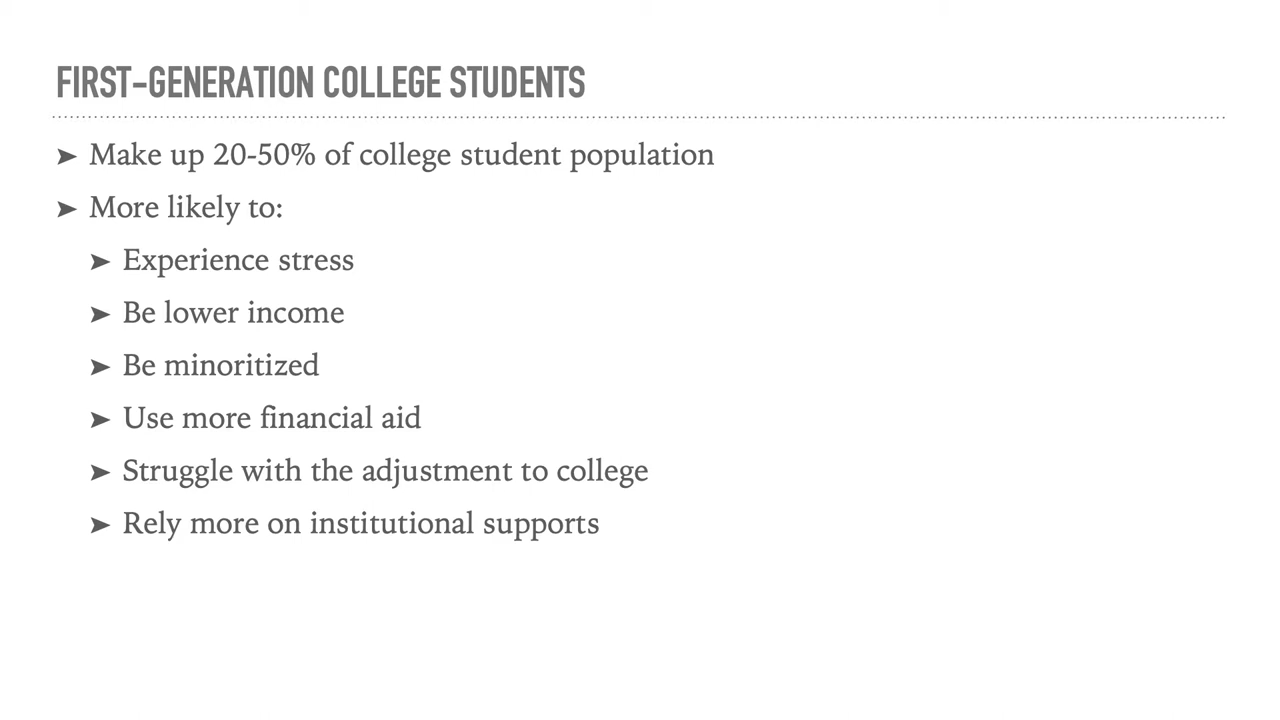 FIRST-GENERATION COLLEGE STUDENTS
➤ Make up 20-50% of college student population
➤ More likely to:
➤ Experience stress
➤ Be lower income
➤ Be minoritized
➤ Use more financial aid
➤ Struggle with the adjustment to college
➤ Rely more on institutional supports